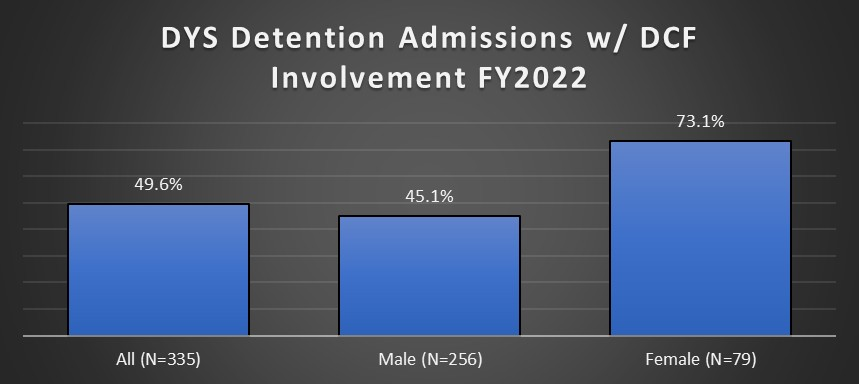 DYS Detention Admissions w/ DCF
Involvement FY2022
73.1%
49.6%
45.1%
All (N=335)
Male (N=256)
Female (N=79)